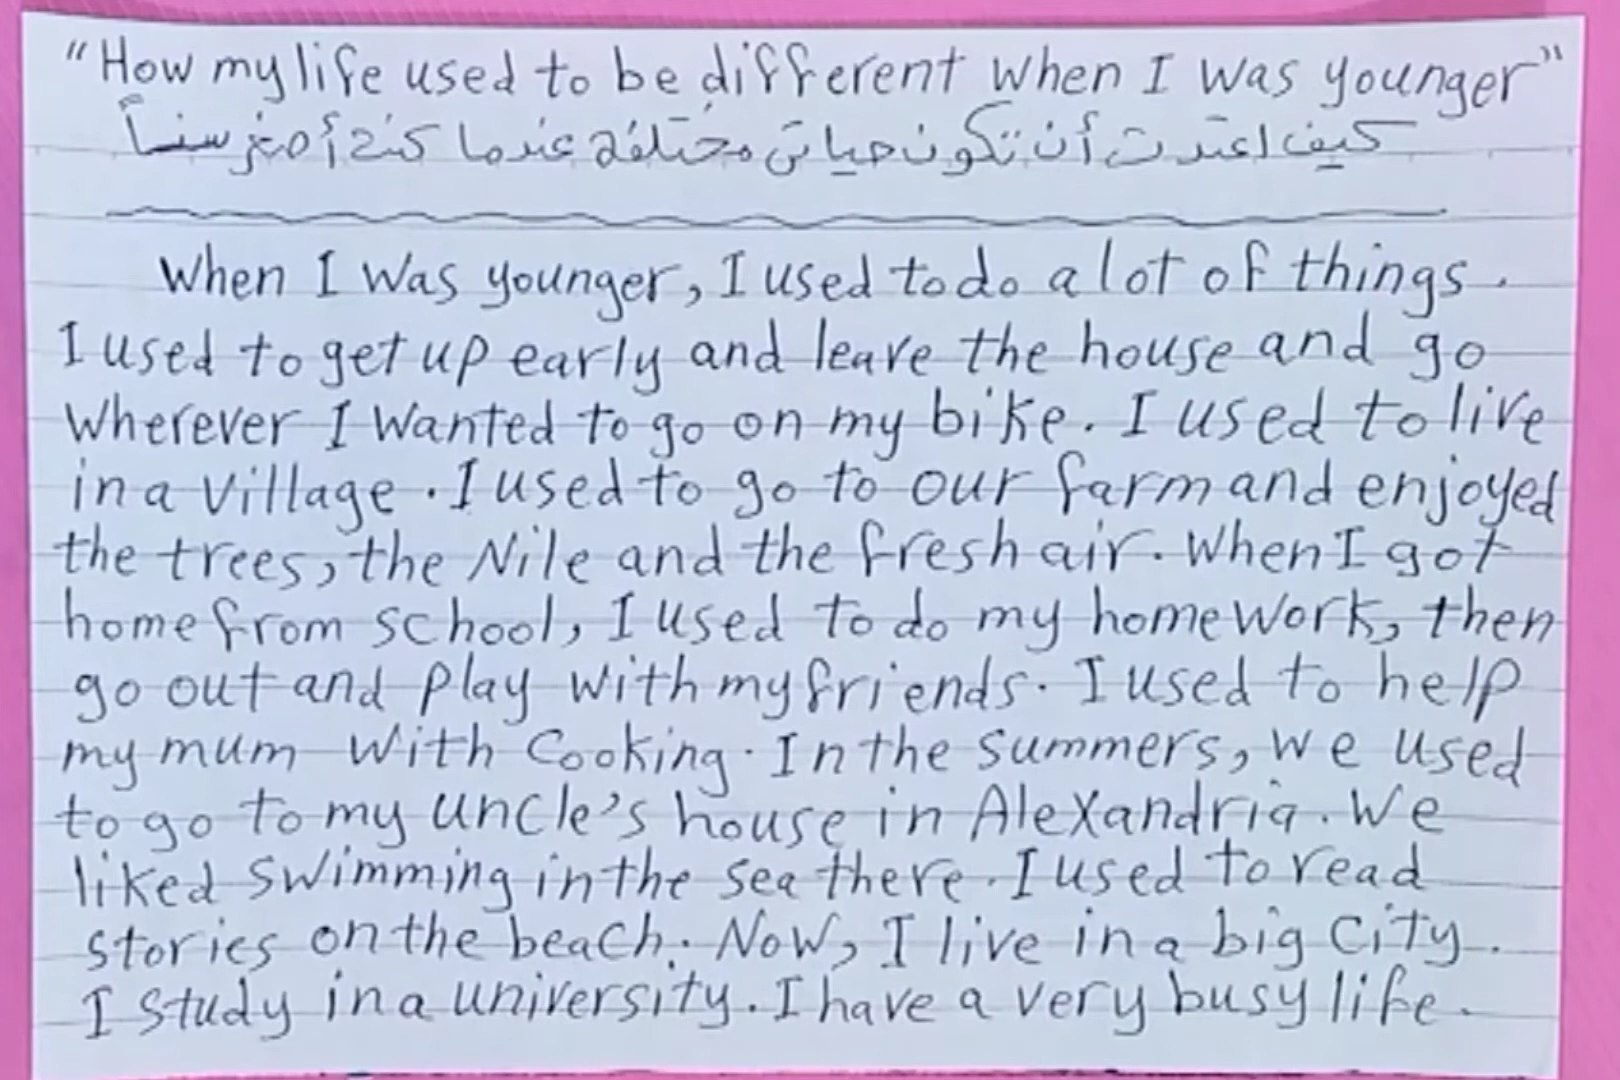 "How my life used to be different when I was younger"
كيف اعتدت أن تكون حياتى مختلفة عندما كنت أصغر سناً
When I was younger, I used to do a lot of things.
I used to get up early and leave the house and go
wherever I wanted to go on my bike. I used to live
in a village. I used to go to our farm and enjoyed
the trees, the Nile and the fresh air. When I got
home from school, I used to do my homework, then
go out and play with my friends. I used to help
my mum with cooking. In the summers, we used
to go to my uncle's house in Alexandria. We
liked swimming in the sea there. I used to read
stories on the beach. Now, I live in a big city.
I study in a university. I have a very busy life.